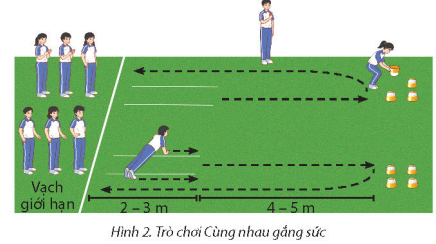 Vạch
giới hạn
2 – 3 m
4 – 5 m
Hình 2. Trò chơi Cùng nhau gắng sức